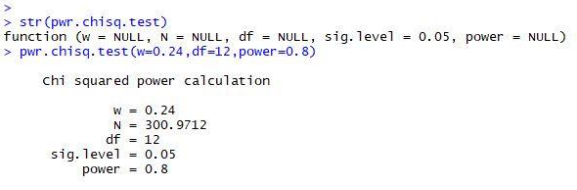 >
> str(pwr.chisq.test)
function (w = NULL, N = NULL, df = NULL, sig.level = 0.05, power = NULL)
> pwr.chisq.test(w=0.24,df=12,power=0.8)
Chi squared power calculation
w = 0.24
N = 300.9712
df = 12
sig.level = 0.05
power = 0.8